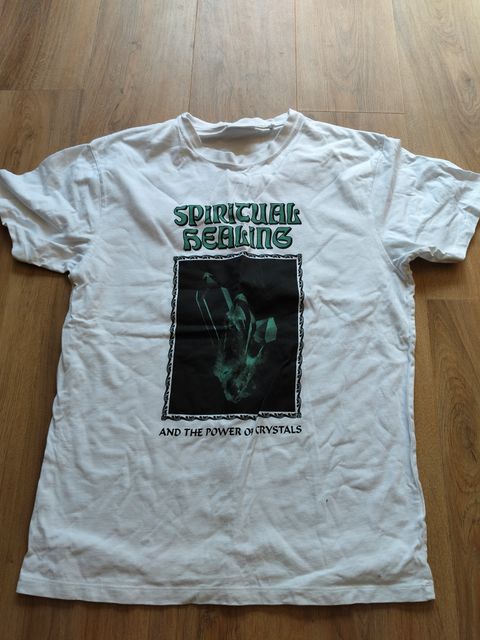 SPIRITUAL
HEALING
AND THE POWER OF CRYSTALS